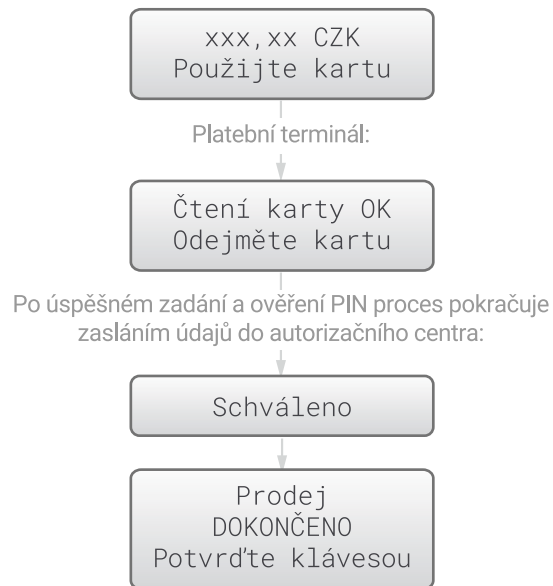 xxx,xx CZK
Použijte kartu
Platební terminál:
Čtení karty OK
Odejměte kartu
Po úspěšném zadání a ověření PIN proces pokračuje
zasláním údajů do autorizačního centra:
Schváleno
Prodej
DOKONČENO
Potvrďte klávesou